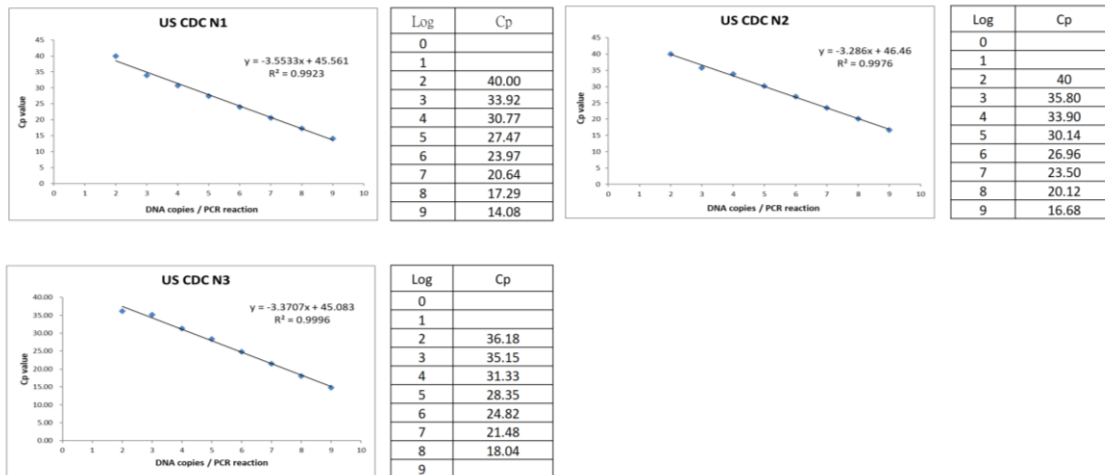 US CDC N1
y = -3.5533x + 45.561
R² = 0.9923
Cp value
45
40
35
30
25
20
15
10
5
0
0 1 2 3 4 5 6 7 8 9 10
DNA copies / PCR reaction
Log Cp
0
1
2 40.00
3 33.92
4 30.77
5 27.47
6 23.97
7 20.64
8 17.29
9 14.08
US CDC N2
y = -3.286x + 46.46
R² = 0.9976
Cp value
45
40
35
30
25
20
15
10
5
0
0 1 2 3 4 5 6 7 8 9 10
DNA copies / PCR reaction
Log Cp
0
1
2 40
3 35.80
4 33.90
5 30.14
6 26.96
7 23.50
8 20.12
9 16.68
US CDC N3
y = -3.3707x + 45.083
R² = 0.9996
Cp value
40.00
35.00
30.00
25.00
20.00
15.00
10.00
5.00
0.00
0 1 2 3 4 5 6 7 8 9 10
DNA copies / PCR reaction
Log Cp
0
1
2 36.18
3 35.15
4 31.33
5 28.35
6 24.82
7 21.48
8 18.04
9